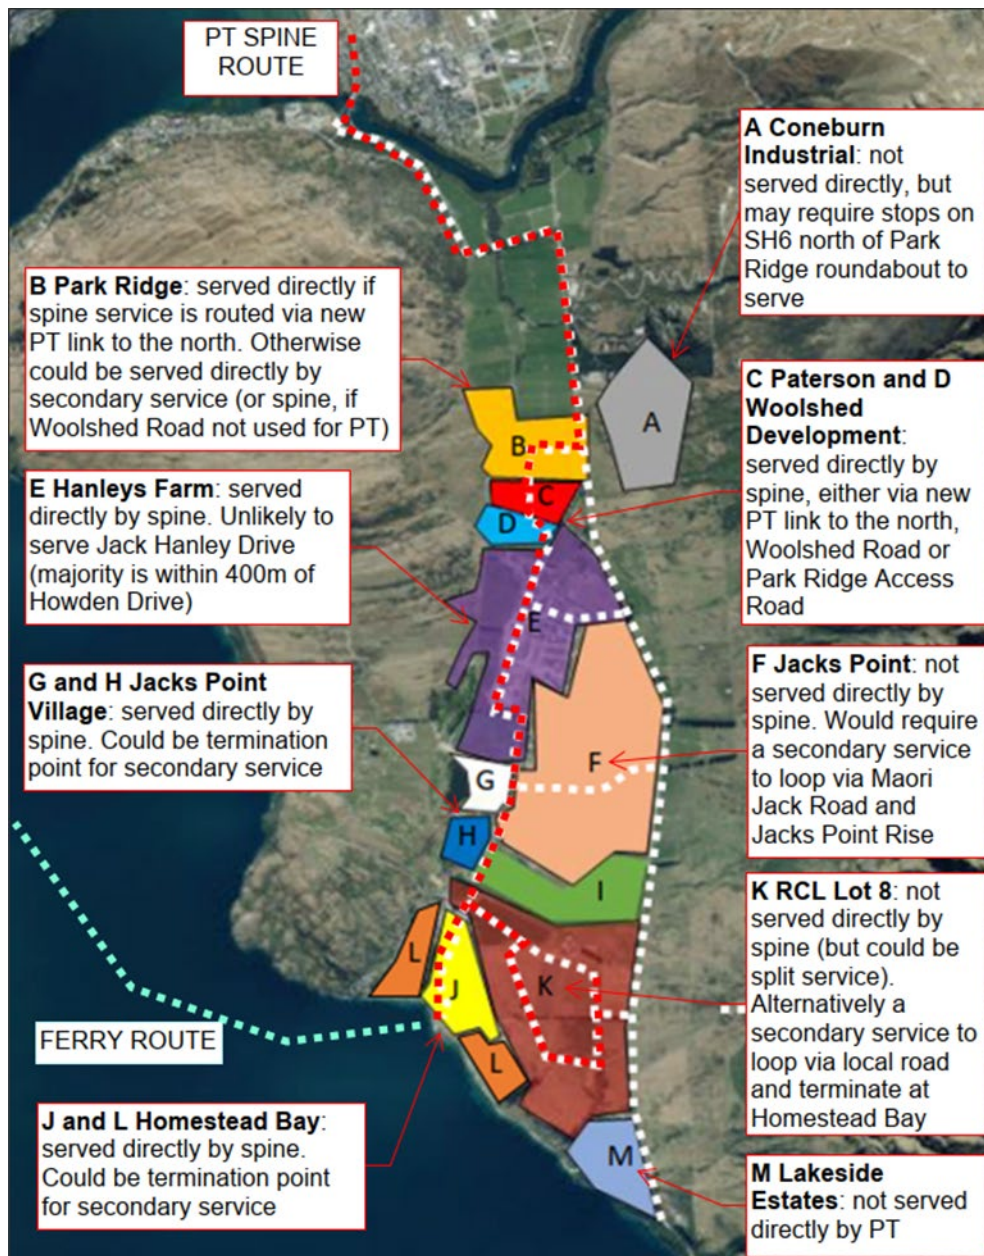 PT SPINE
ROUTE
A Coneburn
Industrial: not
served directly, but
may require stops on
SH6 north of Park
Ridge roundabout to
serve
B Park Ridge: served directly if
spine service is routed via new
PT link to the north. Otherwise
could be served directly by
secondary service (or spine, if
Woolshed Road not used for PT)
C Paterson and D
Woolshed
Development:
served directly by
spine, either via new
PT link to the north,
Woolshed Road or
Park Ridge Access
Road
E Hanleys Farm: served
directly by spine. Unlikely to
serve Jack Hanley Drive
(majority is within 400m of
Howden Drive)
F Jacks Point: not
served directly by
spine. Would require
a secondary service
to loop via Maori
Jack Road and
Jacks Point Rise
G and H Jacks Point
Village: served directly by
spine. Could be termination
point for secondary service
K RCL Lot 8: not
served directly by
spine (but could be
split service).
Alternatively a
secondary service to
loop via local road
and terminate at
Homestead Bay
FERRY ROUTE
J and L Homestead Bay:
served directly by spine.
Could be termination point
for secondary service
M Lakeside
Estates: not served
directly by PT
A
B
C
D
E
F
G
H
I
L
J
K
L
M